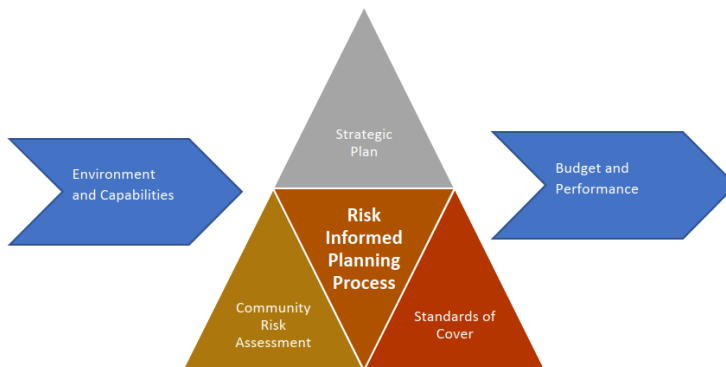 Strategic
Plan
Environment
and Capabilities
Budget and
Performance
Risk
Informed
Planning
Process
Community
Risk
Assessment
Standards of
Cover